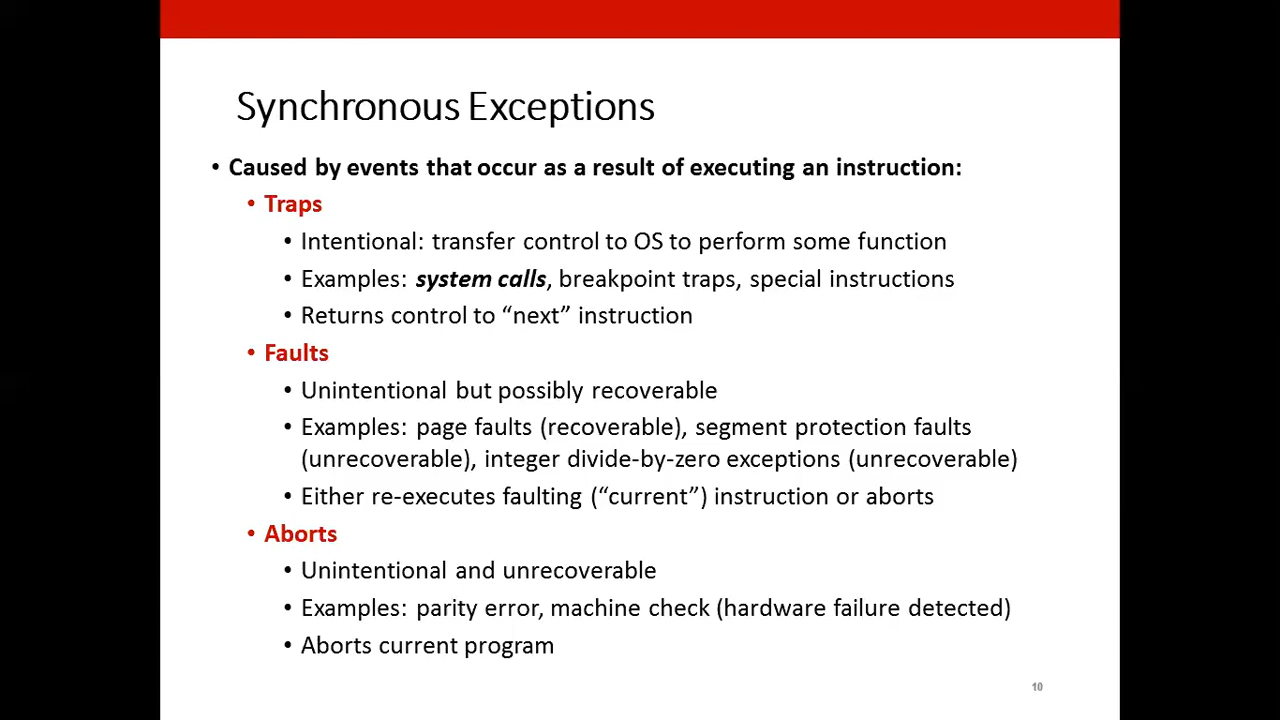 Synchronous Exceptions
• Caused by events that occur as a result of executing an instruction:
• Traps
• Intentional: transfer control to OS to perform some function
• Examples: system calls, breakpoint traps, special instructions
• Returns control to “next” instruction
• Faults
• Unintentional but possibly recoverable
• Examples: page faults (recoverable), segment protection faults
(unrecoverable), integer divide-by-zero exceptions (unrecoverable)
• Either re-executes faulting (“current”) instruction or aborts
• Aborts
• Unintentional and unrecoverable
• Examples: parity error, machine check (hardware failure detected)
• Aborts current program
10